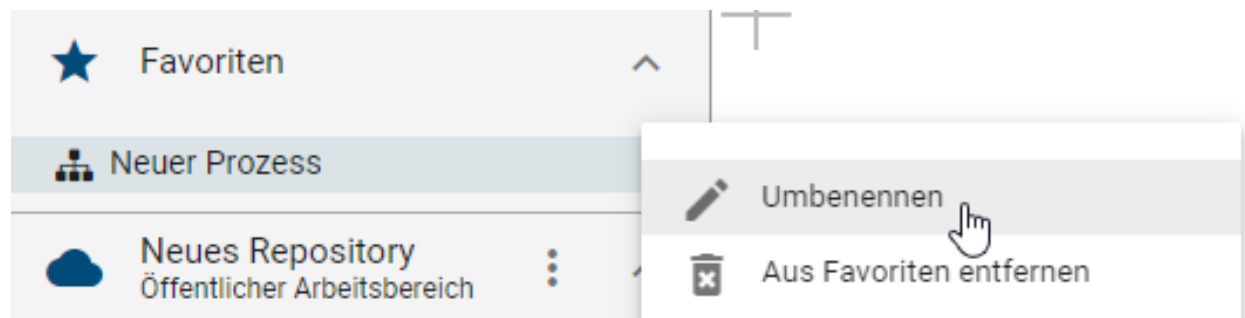 Favoriten
Neuer Prozess
Umbenennen
Neues Repository
Öffentlicher Arbeitsbereich
Aus Favoriten entfernen